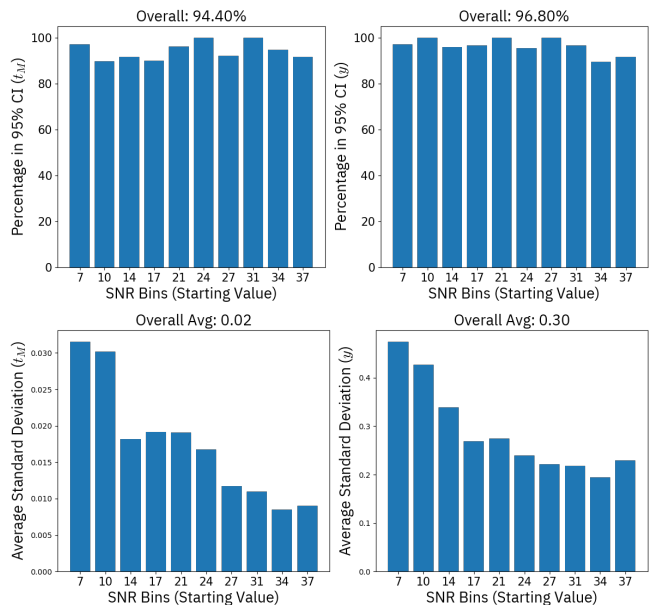 Overall: 94.40%
Percentage in 95% CI (t_M)
100
80
60
40
20
0
7 10 14 17 21 24 27 31 34 37
SNR Bins (Starting Value)
Overall: 96.80%
Percentage in 95% CI (y)
100
80
60
40
20
0
7 10 14 17 21 24 27 31 34 37
SNR Bins (Starting Value)
Overall Avg: 0.02
Average Standard Deviation (t_M)
0.030
0.025
0.020
0.015
0.010
0.005
0.000
7 10 14 17 21 24 27 31 34 37
SNR Bins (Starting Value)
Overall Avg: 0.30
Average Standard Deviation (y)
0.4
0.3
0.2
0.1
0.0
7 10 14 17 21 24 27 31 34 37
SNR Bins (Starting Value)